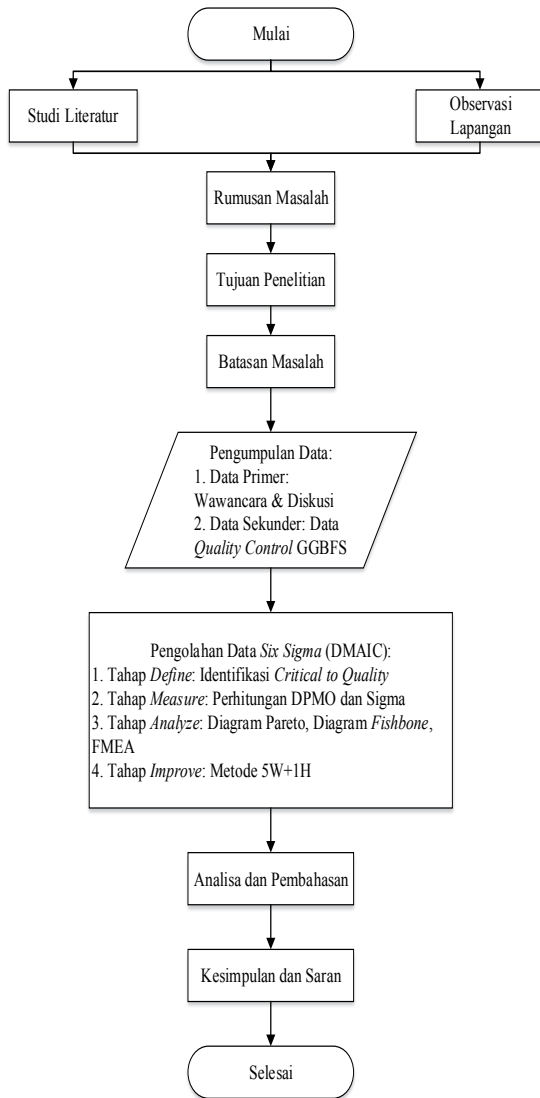 Mulai
Studi Literatur
Observasi
Lapangan
Rumusan Masalah
Tujuan Penelitian
Batasan Masalah
Pengumpulan Data:
1. Data Primer:
Wawancara & Diskusi
2. Data Sekunder: Data
Quality Control GGBFS
Pengolahan Data Six Sigma (DMAIC):
1. Tahap Define: Identifikasi Critical to Quality
2. Tahap Measure: Perhitungan DPMO dan Sigma
3. Tahap Analyze: Diagram Pareto, Diagram Fishbone,
FMEA
4. Tahap Improve: Metode 5W+1H
Analisa dan Pembahasan
Kesimpulan dan Saran
Selesai